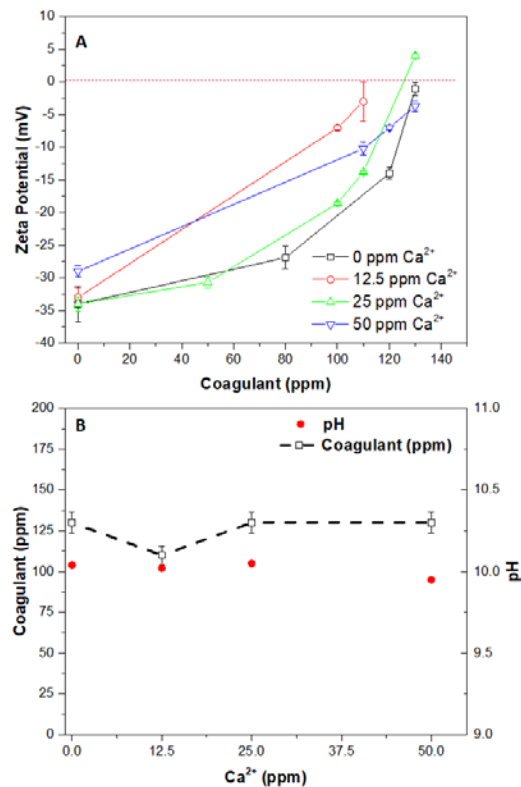 A
10
5
0
-5
-10
-15
-20
-25
-30
-35
-40
Zeta Potential (mV)
0 ppm Ca²⁺
12.5 ppm Ca²⁺
25 ppm Ca²⁺
50 ppm Ca²⁺
0 20 40 60 80 100 120 140
Coagulant (ppm)
B
pH
Coagulant (ppm)
200
175
150
125
100
75
50
25
0
Coagulant (ppm)
11.0
10.5
10.0
9.5
9.0
pH
0.0 12.5 25.0 37.5 50.0
Ca²⁺ (ppm)